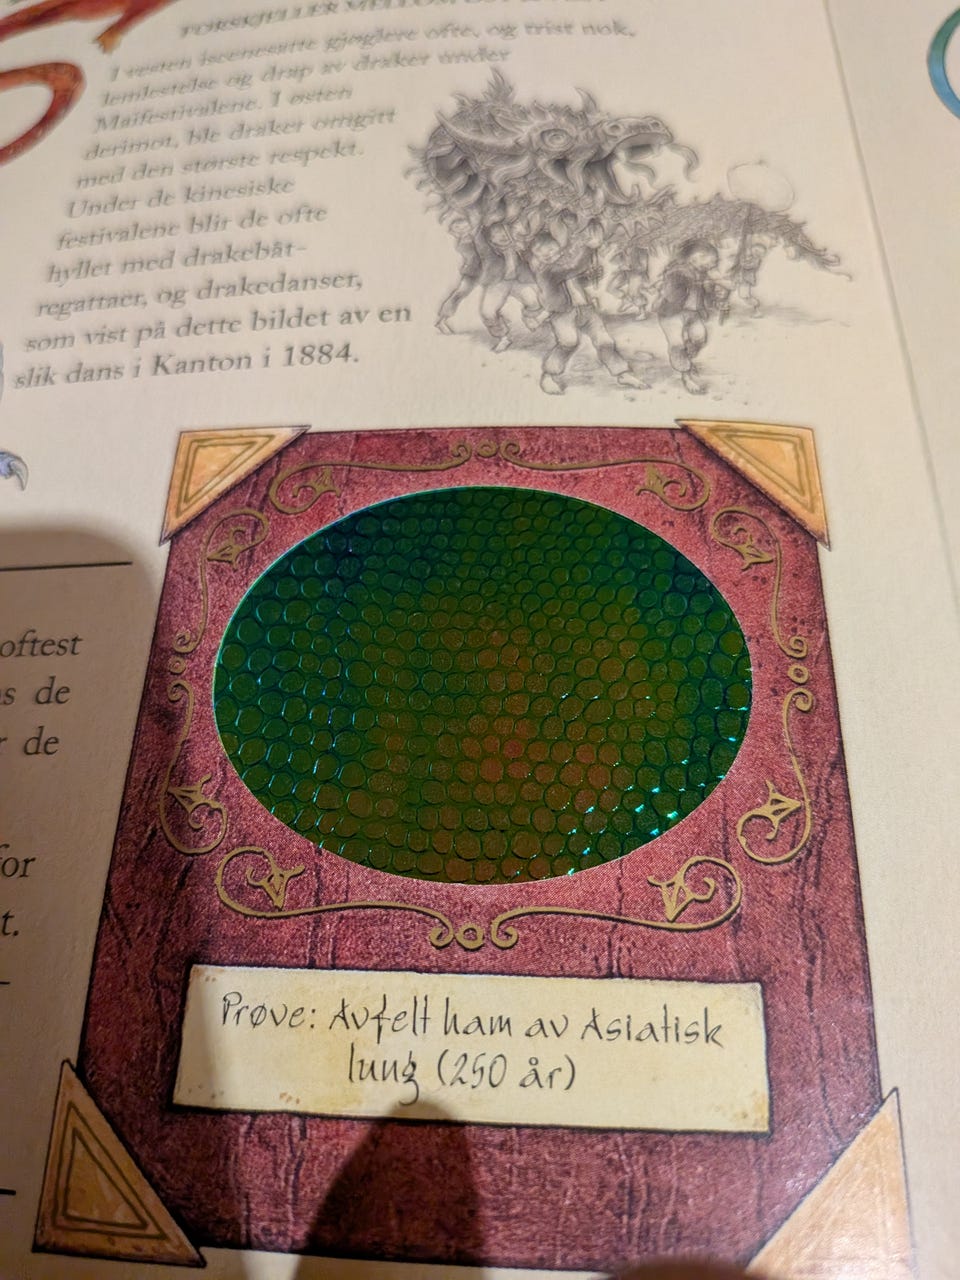 FORSKJELLER MELLOM
I vesten iscenesatte gjøglere ofte, og trist nok,
lemlestelse og drap av draker under
Maifestivalene. I østen
derimot, ble draker omgitt
med den største respekt.
Under de kinesiske
festivalene blir de ofte
hyllet med drakebåt-
regattaer, og drakedanser,
som vist på dette bildet av en
slik dans i Kanton i 1884.
oftest
de
de
Prøve: Avfelt ham av Asiatisk
lung (250 år)